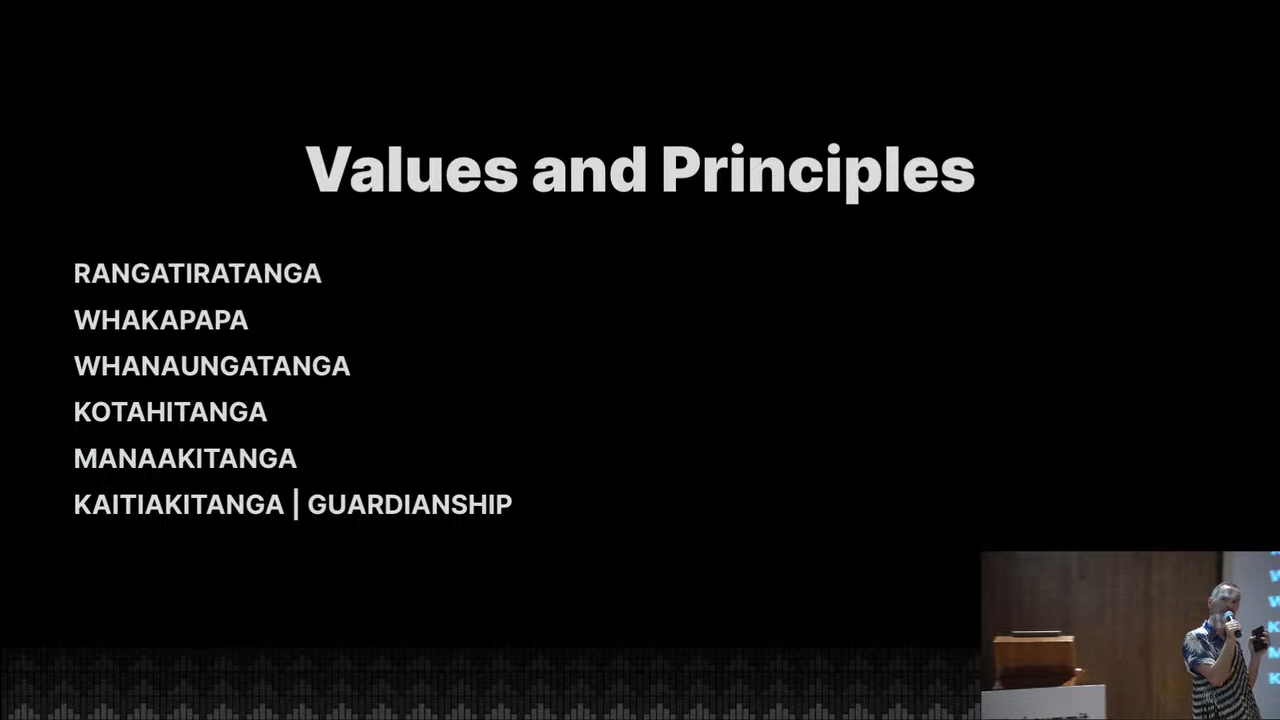 Values and Principles
RANGATIRATANGA
WHAKAPAPA
WHANAUNGATANGA
KOTAHITANGA
MANAAKITANGA
KAITIAKITANGA | GUARDIANSHIP